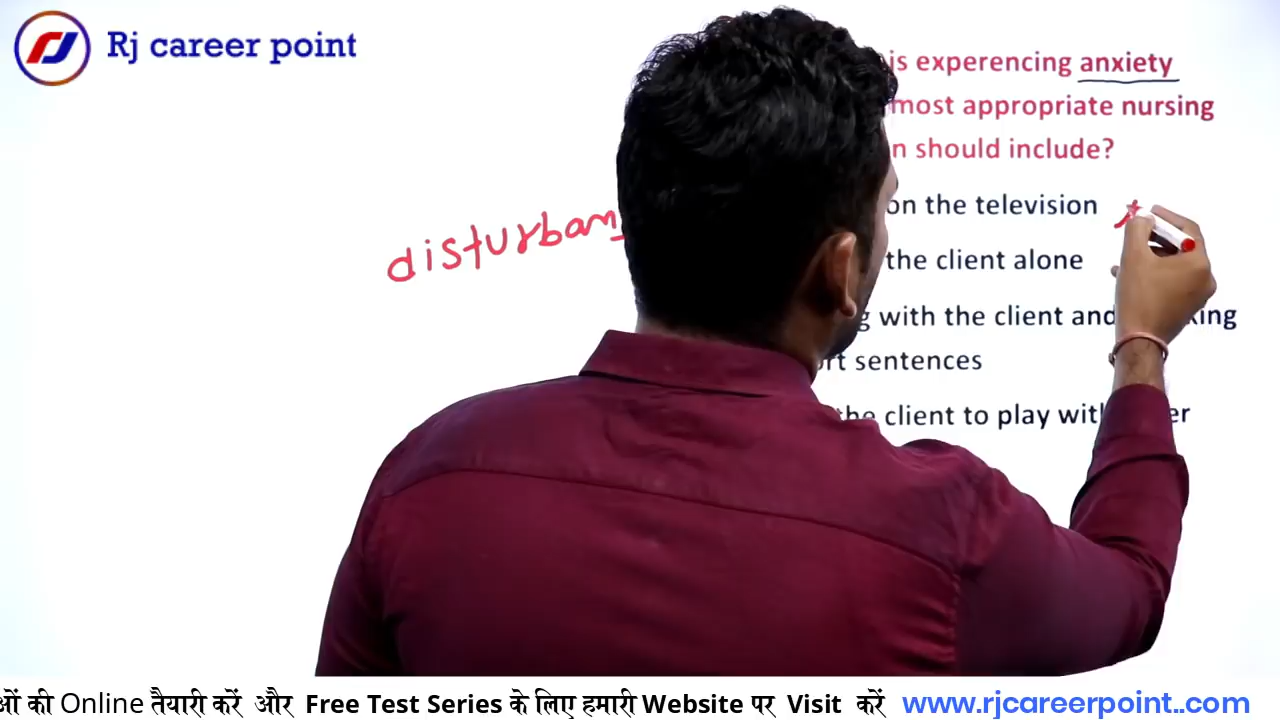 Rj career point
is experencing anxiety
most appropriate nursing
should include?
on the television
the client alone
with the client and
sentences
the client to play
disturban
की Online तैयारी करें और Free Test Series के लिए हमारी Website पर Visit करें www.rjcareerpoint..com